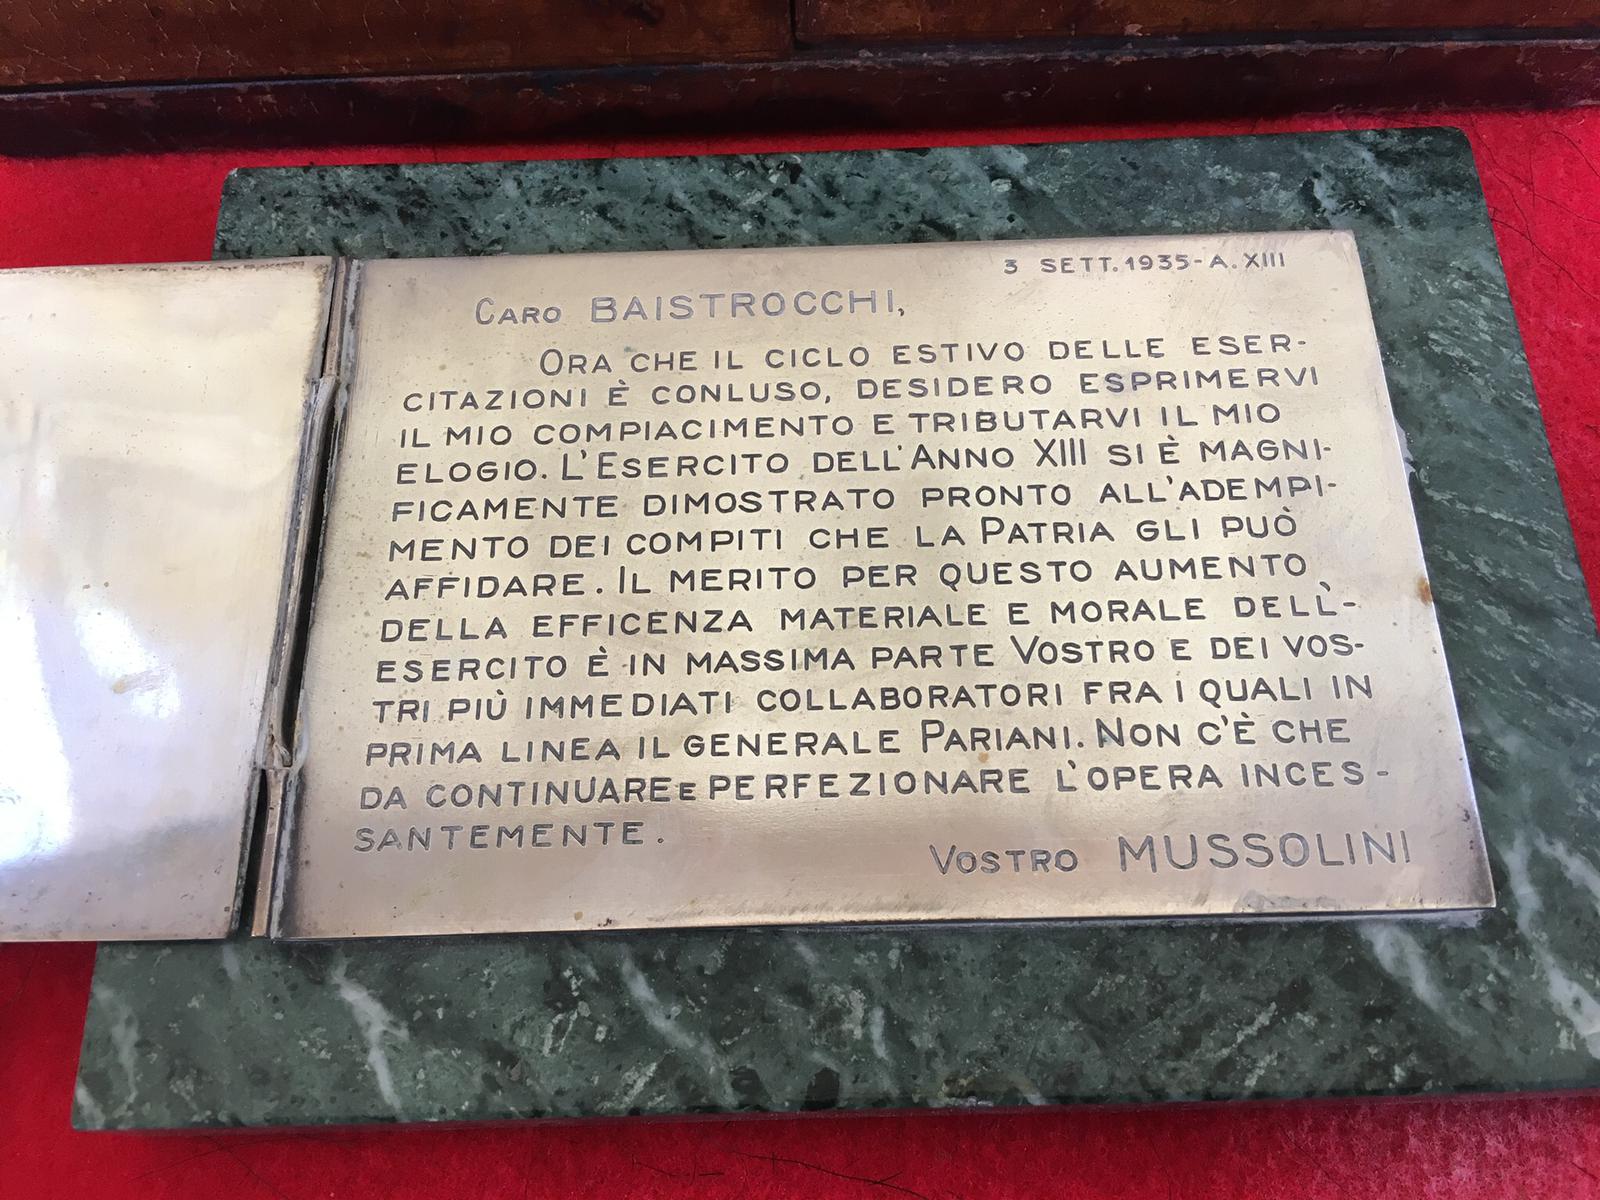 3 SETT. 1935 - A. XIII
CARO BAISTROCCHI,
ORA CHE IL CICLO ESTIVO DELLE ESER-
CITAZIONI È CONLUSO, DESIDERO ESPRIMERVI
IL MIO COMPIACIMENTO E TRIBUTARVI IL MIO
ELOGIO. L'ESERCITO DELL'ANNO XIII SI È MAGNI-
FICAMENTE DIMOSTRATO PRONTO ALL'ADEMPI-
MENTO DEI COMPITI CHE LA PATRIA GLI PUÒ
AFFIDARE. IL MERITO PER QUESTO AUMENTO
DELLA EFFICENZA MATERIALE E MORALE DELL'-
ESERCITO È IN MASSIMA PARTE VOSTRO E DEI VOS-
TRI PIÙ IMMEDIATI COLLABORATORI FRA I QUALI IN
PRIMA LINEA IL GENERALE PARIANI. NON C'È CHE
DA CONTINUARE E PERFEZIONARE L'OPERA INCES-
SANTEMENTE.
VOSTRO MUSSOLINI